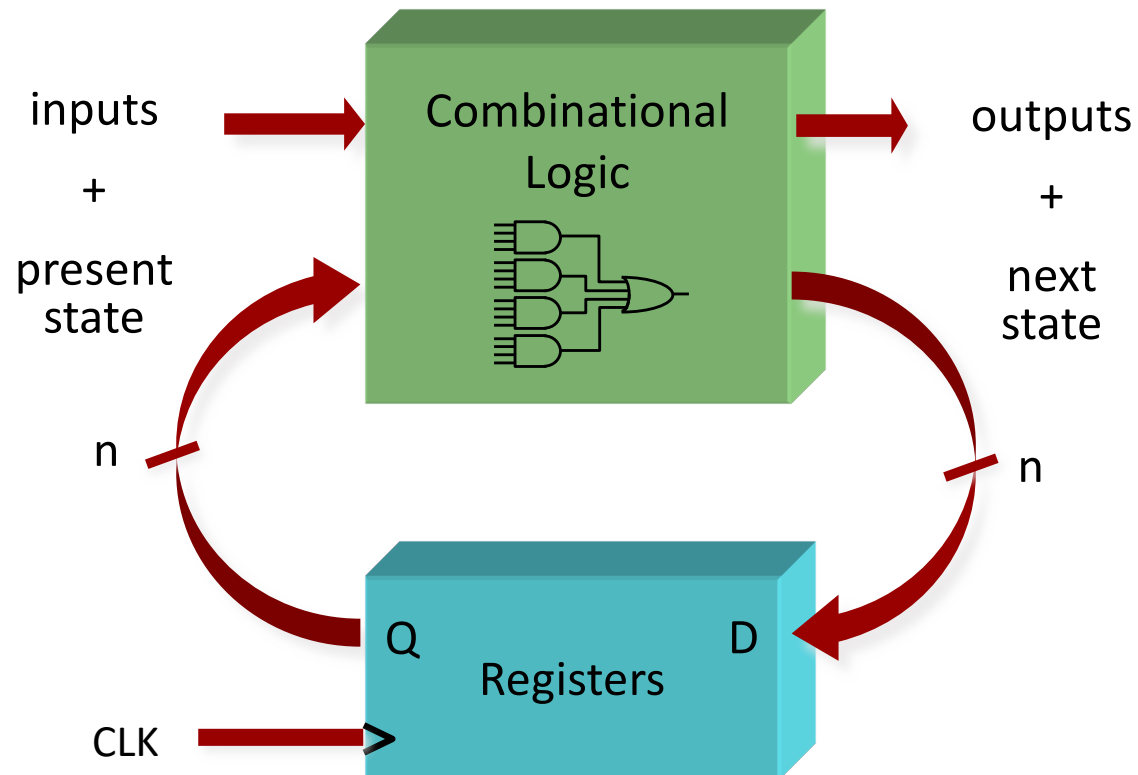 inputs
+
present
state
n
Combinational
Logic
outputs
+
next
state
n
Q
D
Registers
CLK